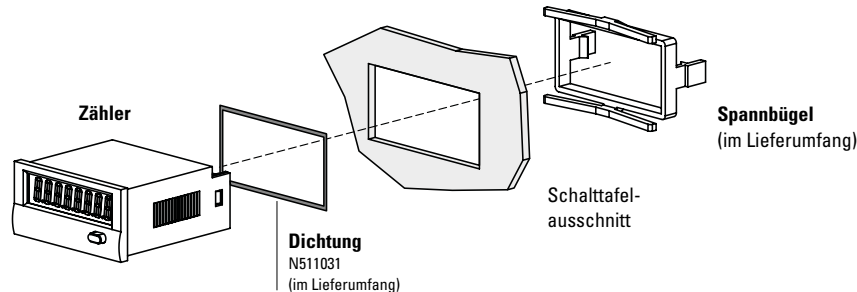 Zähler
Dichtung
N511031
(im Lieferumfang)
Schalttafel-
ausschnitt
Spannbügel
(im Lieferumfang)